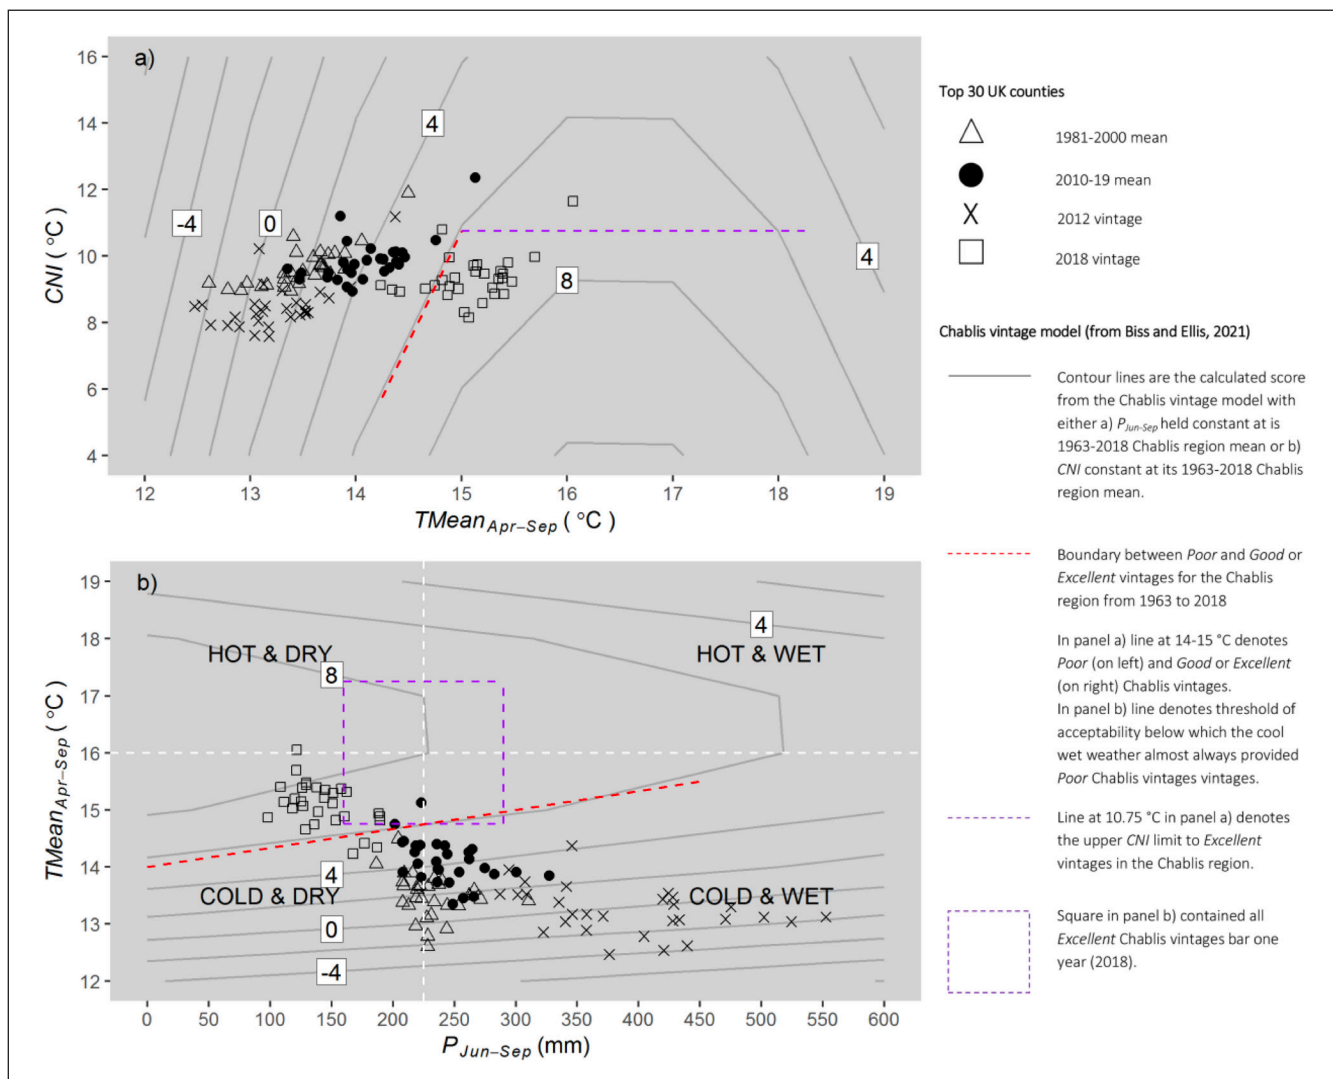 a)
16
14
12
10
8
6
4
CNI (°C)
4
-4
0
4
8
12
13
14
15
16
17
18
19
TMean Apr–Sep (°C)
b)
19
18
17
16
15
14
13
12
TMean Apr–Sep (°C)
4
HOT & DRY
HOT & WET
8
4
COLD & DRY
COLD & WET
0
-4
0
50
100
150
200
250
300
350
400
450
500
550
600
P Jun–Sep (mm)
Top 30 UK counties
1981-2000 mean
2010-19 mean
2012 vintage
2018 vintage
Chablis vintage model (from Biss and Ellis, 2021)
Contour lines are the calculated score
from the Chablis vintage model with
either a) P Jun-Sep held constant at is
1963-2018 Chablis region mean or b)
CNI constant at its 1963-2018 Chablis
region mean.
Boundary between Poor and Good or
Excellent vintages for the Chablis
region from 1963 to 2018
In panel a) line at 14-15 °C denotes
Poor (on left) and Good or Excellent
(on right) Chablis vintages.
In panel b) line denotes threshold of
acceptability below which the cool
wet weather almost always provided
Poor Chablis vintages vintages.
Line at 10.75 °C in panel a) denotes
the upper CNI limit to Excellent
vintages in the Chablis region.
Square in panel b) contained all
Excellent Chablis vintages bar one
year (2018).